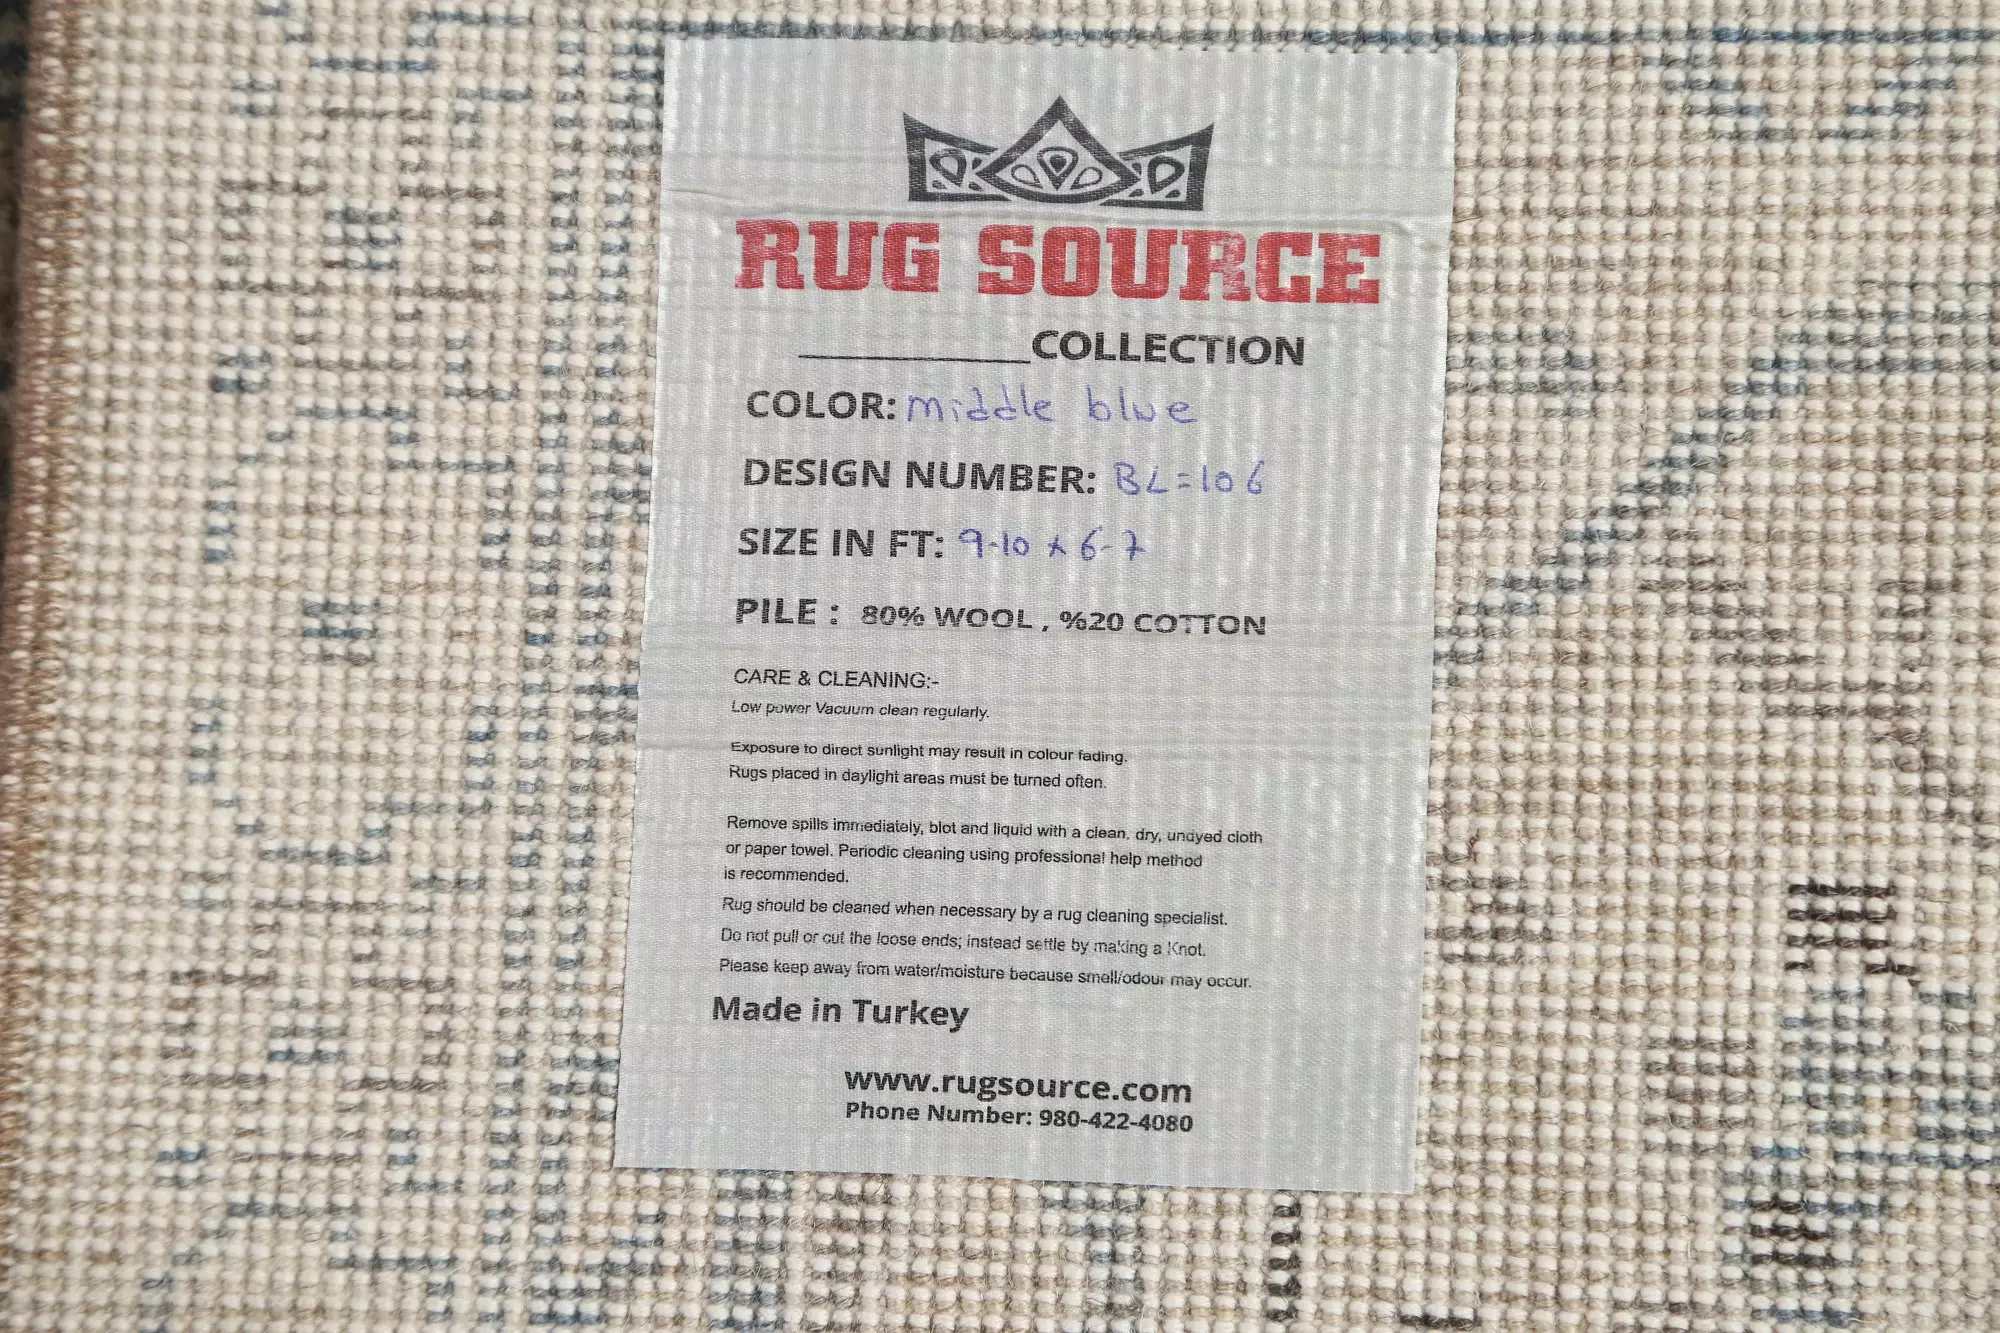 RUG SOURCE
____________COLLECTION
COLOR: middle blue
DESIGN NUMBER: BL=106
SIZE IN FT: 9-10 x 6-7
PILE : 80% WOOL , %20 COTTON
CARE & CLEANING:-
Low power Vacuum clean regularly.
Exposure to direct sunlight may result in colour fading.
Rugs placed in daylight areas must be turned often.
Remove spills immediately, blot and liquid with a clean, dry, undyed cloth
or paper towel. Periodic cleaning using professional help method
is recommended.
Rug should be cleaned when necessary by a rug cleaning specialist.
Do not pull or cut the loose ends; instead settle by making a Knot.
Please keep away from water/moisture because smell/odour may occur.
Made in Turkey
www.rugsource.com
Phone Number: 980-422-4080